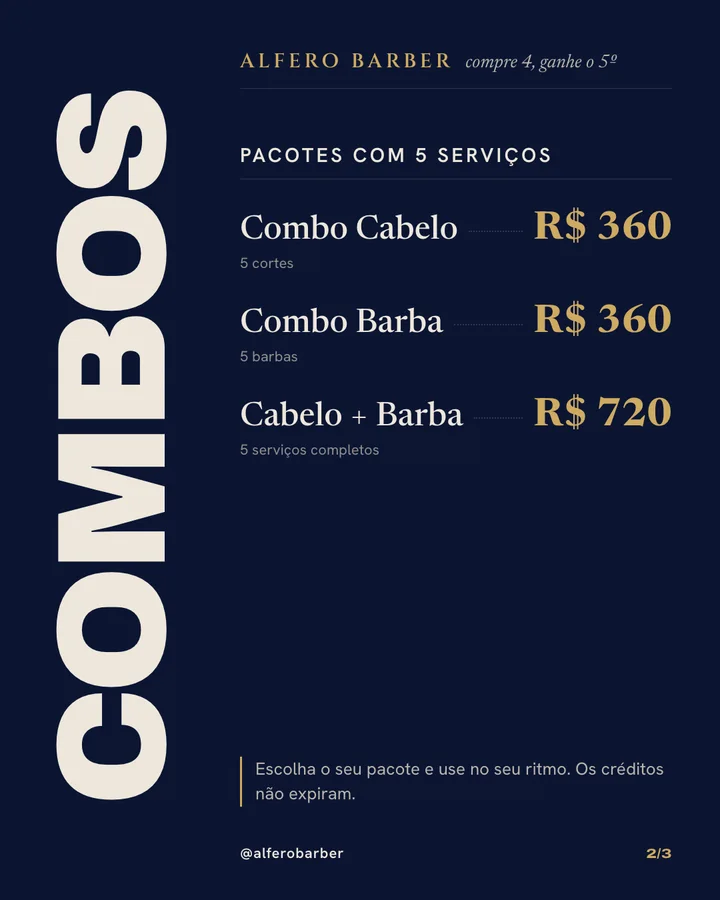 COMBOS
ALFERO BARBER compre 4, ganhe o 5º
PACOTES COM 5 SERVIÇOS
Combo Cabelo R$ 360
5 cortes
Combo Barba R$ 360
5 barbas
Cabelo + Barba R$ 720
5 serviços completos
Escolha o seu pacote e use no seu ritmo. Os créditos
não expiram.
@alferobarber 2/3